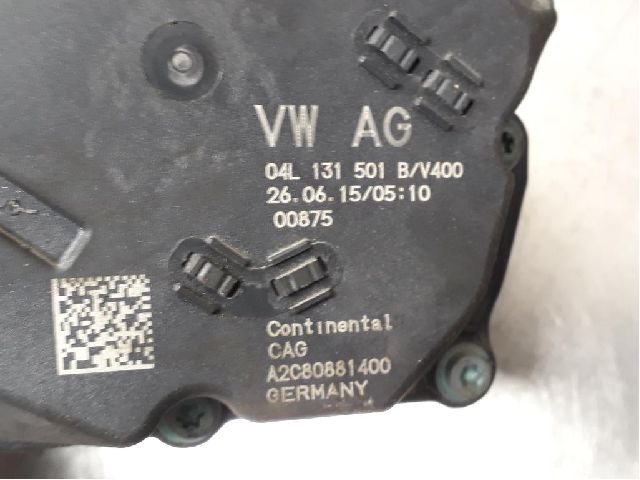 VW AG
04L 131 501 B/V400
26.06.15/05:10
00875
Continental
CAG
A2C80881400
GERMANY